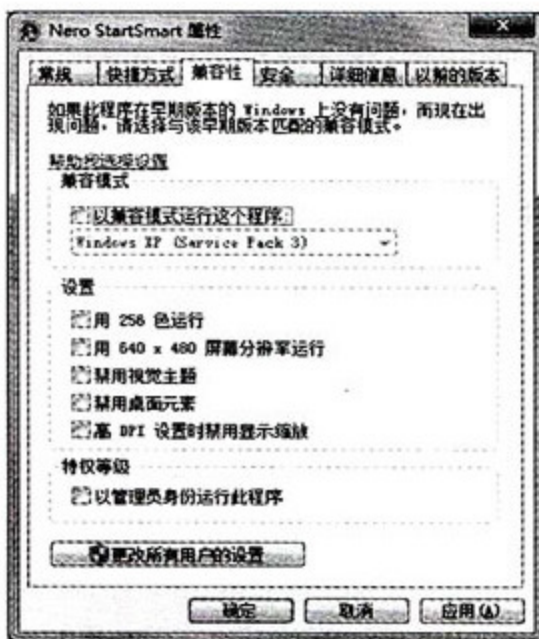 Nero StartSmart 属性
常规 快捷方式 兼容性 安全 详细信息 以前的版本
如果此程序在早期版本的 Windows 上没有问题，而现在出
现问题，请选择与该早期版本匹配的兼容模式。
帮助我选择设置
兼容模式
以兼容模式运行这个程序:
Windows XP (Service Pack 3)
设置
用 256 色运行
用 640 x 480 屏幕分辨率运行
禁用视觉主题
禁用桌面元素
高 DPI 设置时禁用显示缩放
特权等级
以管理员身份运行此程序
更改所有用户的设置
确定 取消 应用(A)